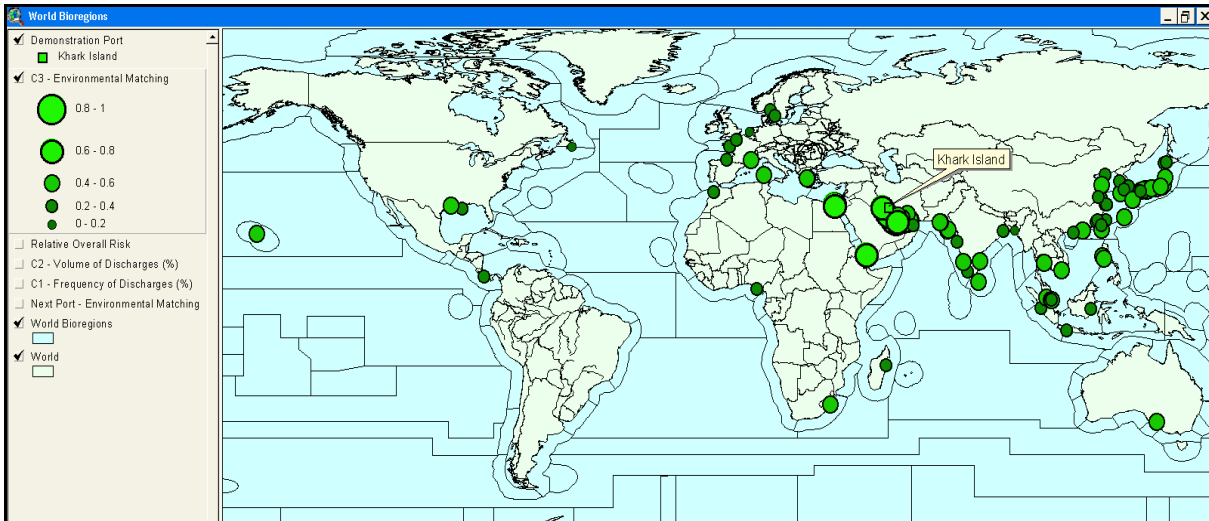 World Bioregions
Demonstration Port
Khark Island
C3 - Environmental Matching
0.8 - 1
0.6 - 0.8
0.4 - 0.6
0.2 - 0.4
0 - 0.2
Relative Overall Risk
C2 - Volume of Discharges (%)
C1 - Frequency of Discharges (%)
Next Port - Environmental Matching
World Bioregions
World
Khark Island